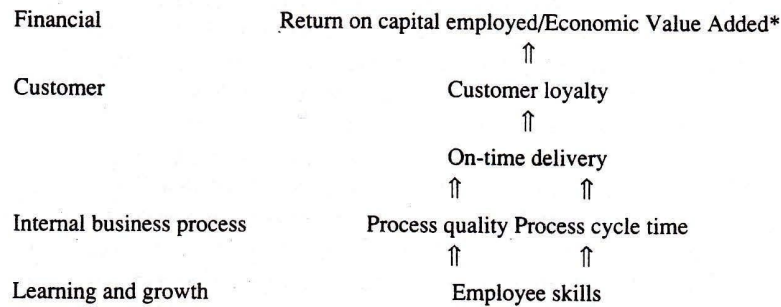 Financial Return on capital employed/Economic Value Added*
⇑
Customer Customer loyalty
⇑
On-time delivery
⇑ ⇑
Internal business process Process quality Process cycle time
⇑ ⇑
Learning and growth Employee skills